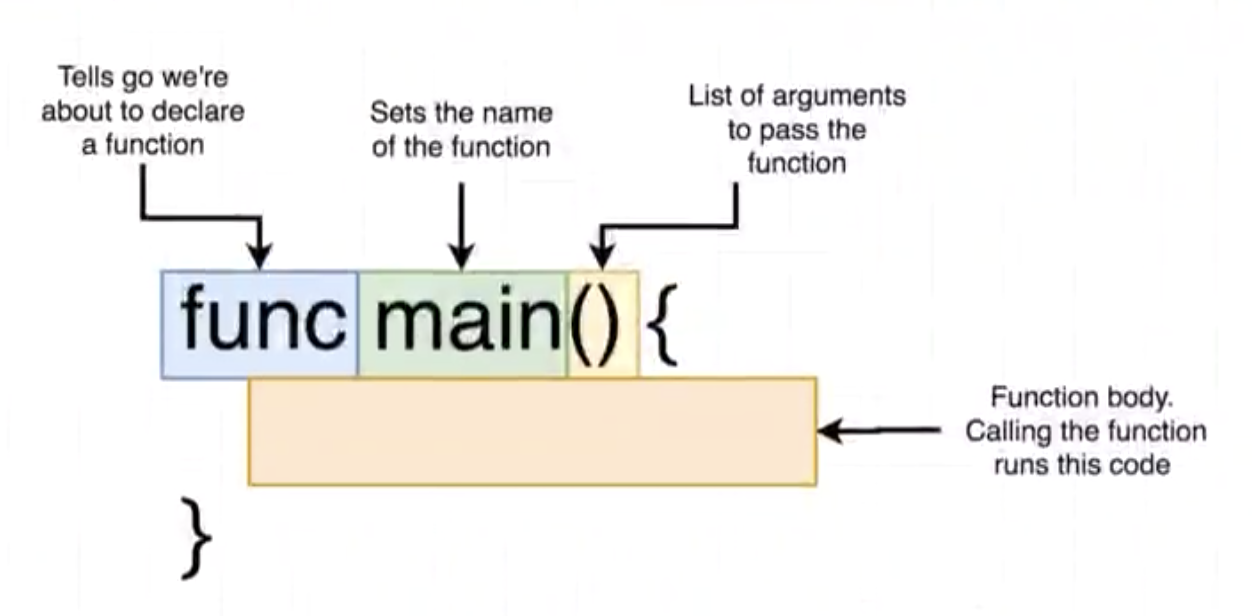 Tells go we're
about to declare
a function
Sets the name
of the function
List of arguments
to pass the
function
func main() {
Function body.
Calling the function
runs this code
}